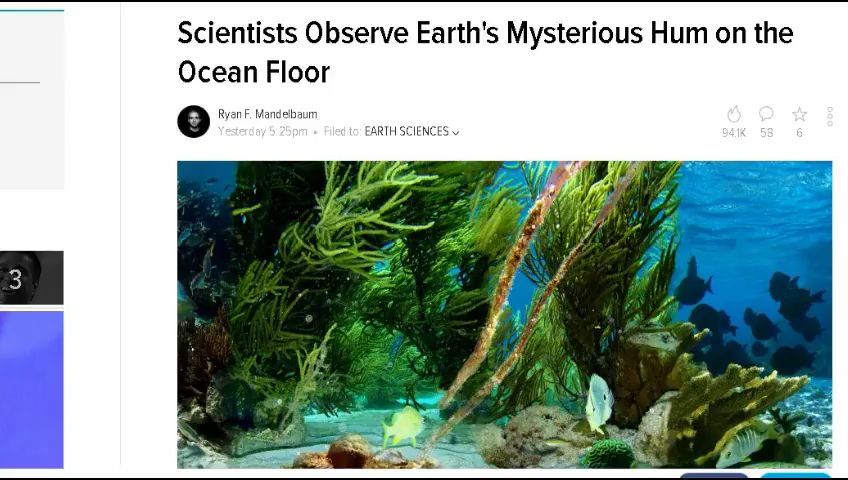 Scientists Observe Earth's Mysterious Hum on the
Ocean Floor
Ryan F. Mandelbaum
Yesterday 5:25pm • Filed to: EARTH SCIENCES
94.1K 58 6
3